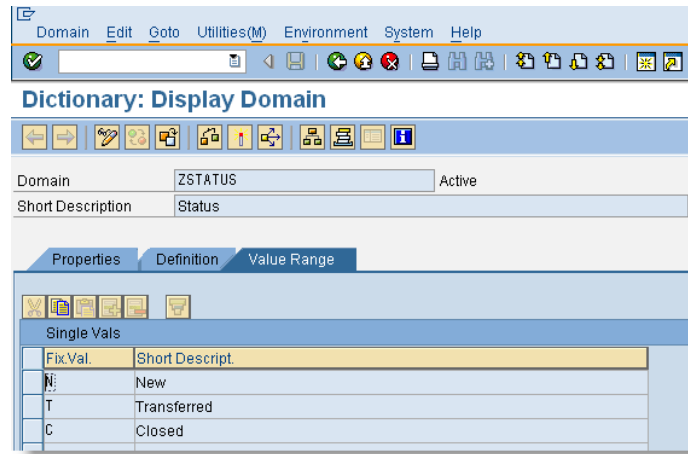 Domain Edit Goto Utilities(M) Environment System Help
Dictionary: Display Domain
Domain ZSTATUS Active
Short Description Status
Properties Definition Value Range
Single Vals
Fix.Val. Short Descript.
N New
T Transferred
C Closed